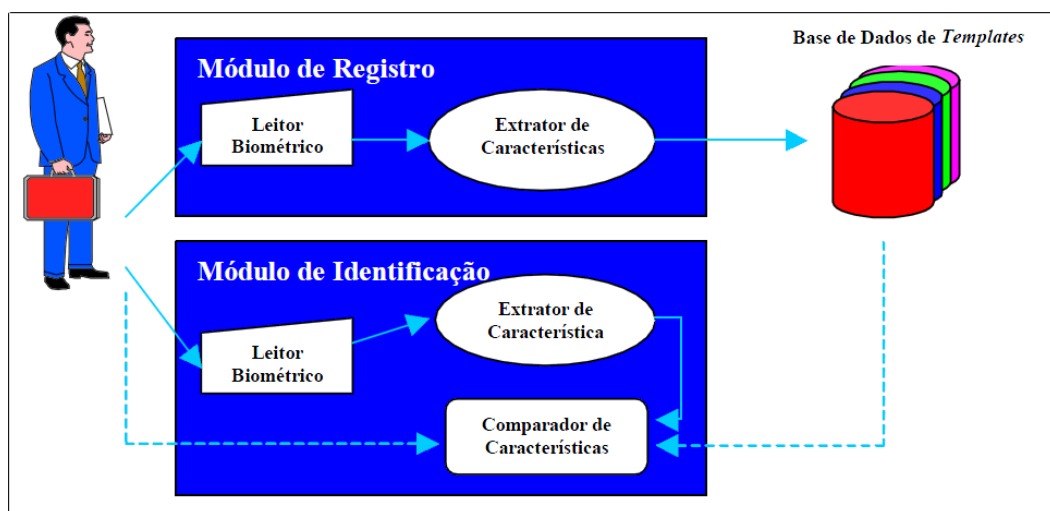 Base de Dados de Templates
Módulo de Registro
Leitor
Biométrico
Extrator de
Características
Módulo de Identificação
Extrator de
Característica
Leitor
Biométrico
Comparador de
Características